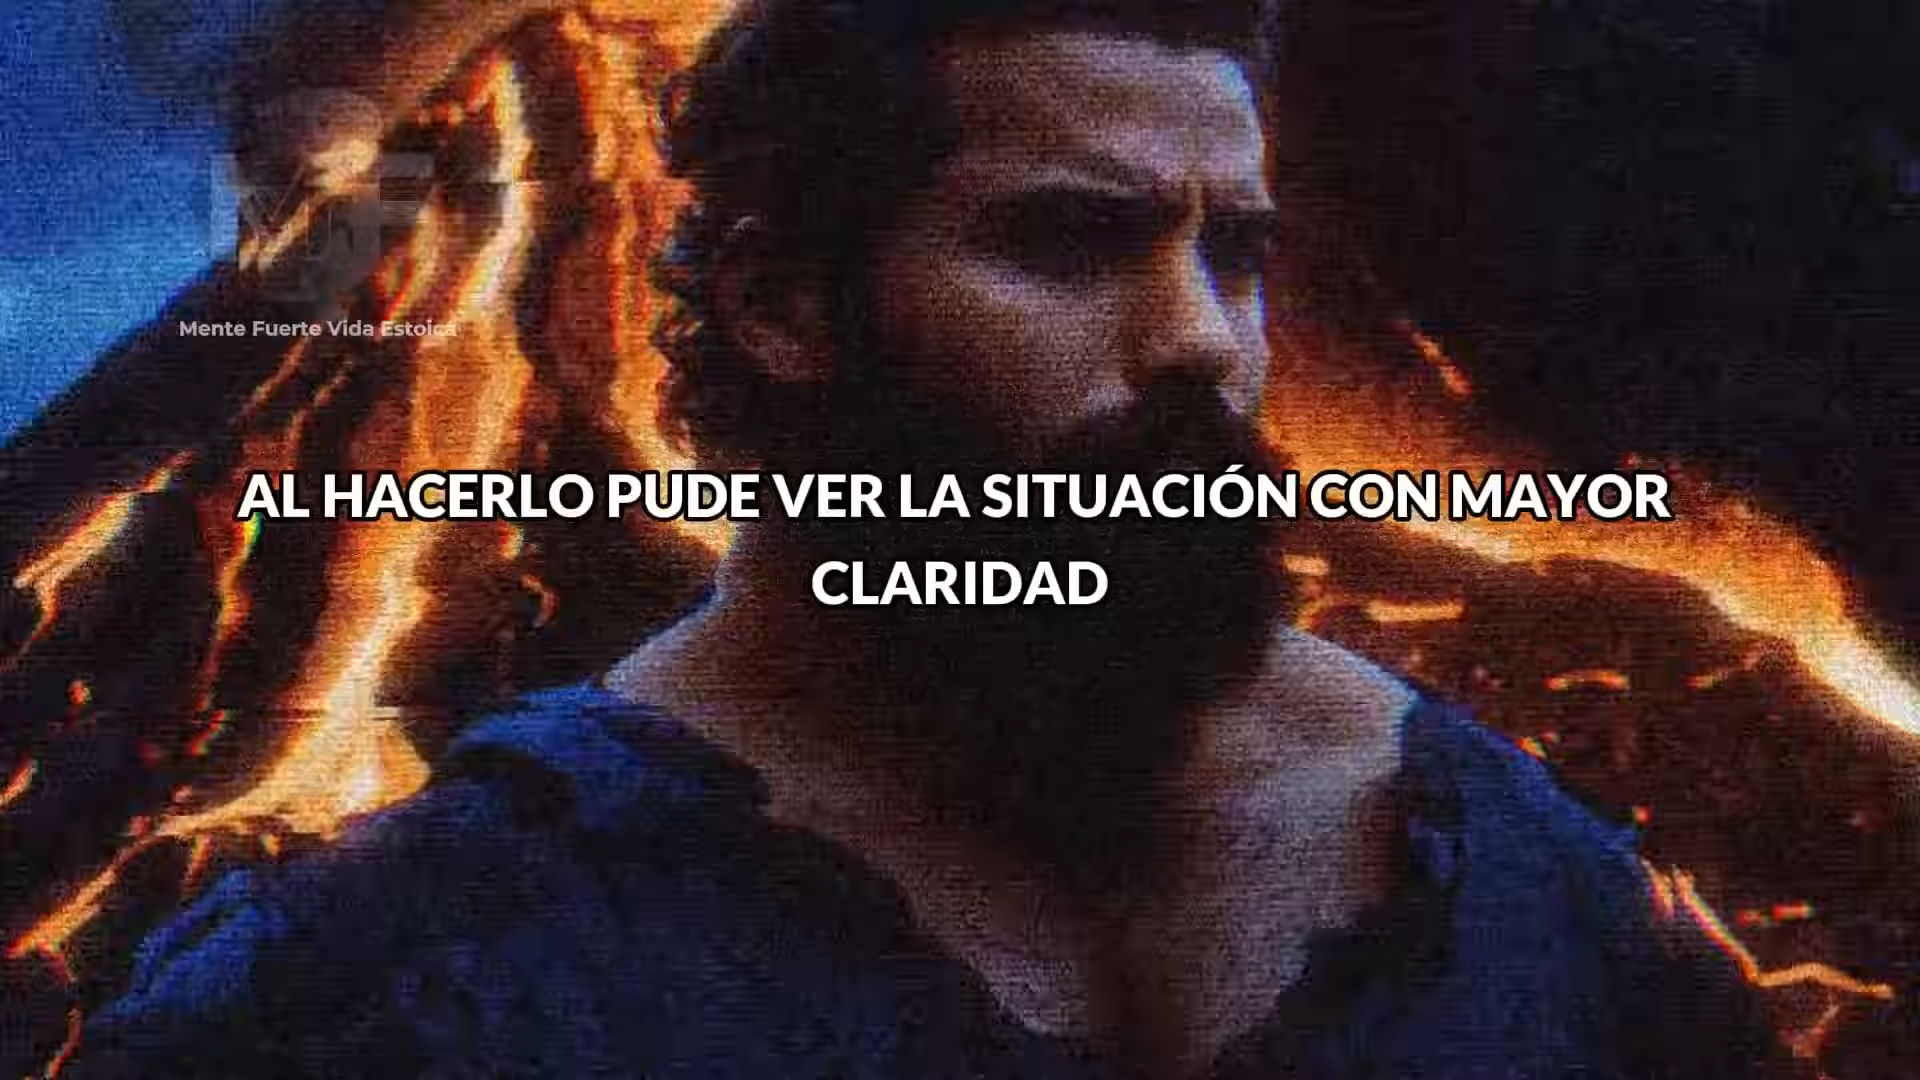 Mente Fuerte Vida Estoica
AL HACERLO PUDE VER LA SITUACIÓN CON MAYOR
CLARIDAD